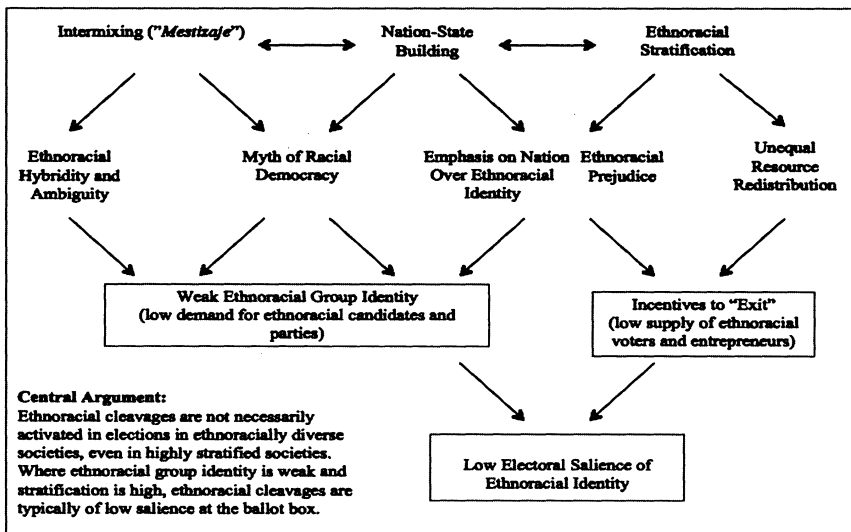 Intermixing ("Mestizaje")
Nation-State
Building
Ethnoracial
Stratification
Ethnoracial
Hybridity and
Ambiguity
Myth of Racial
Democracy
Emphasis on Nation
Over Ethnoracial
Identity
Ethnoracial
Prejudice
Unequal
Resource
Redistribution
Weak Ethnoracial Group Identity
(low demand for ethnoracial candidates and
parties)
Incentives to "Exit"
(low supply of ethnoracial
voters and entrepreneurs)
Central Argument:
Ethnoracial cleavages are not necessarily
activated in elections in ethnoracially diverse
societies, even in highly stratified societies.
Where ethnoracial group identity is weak and
stratification is high, ethnoracial cleavages are
typically of low salience at the ballot box.
Low Electoral Salience of
Ethnoracial Identity